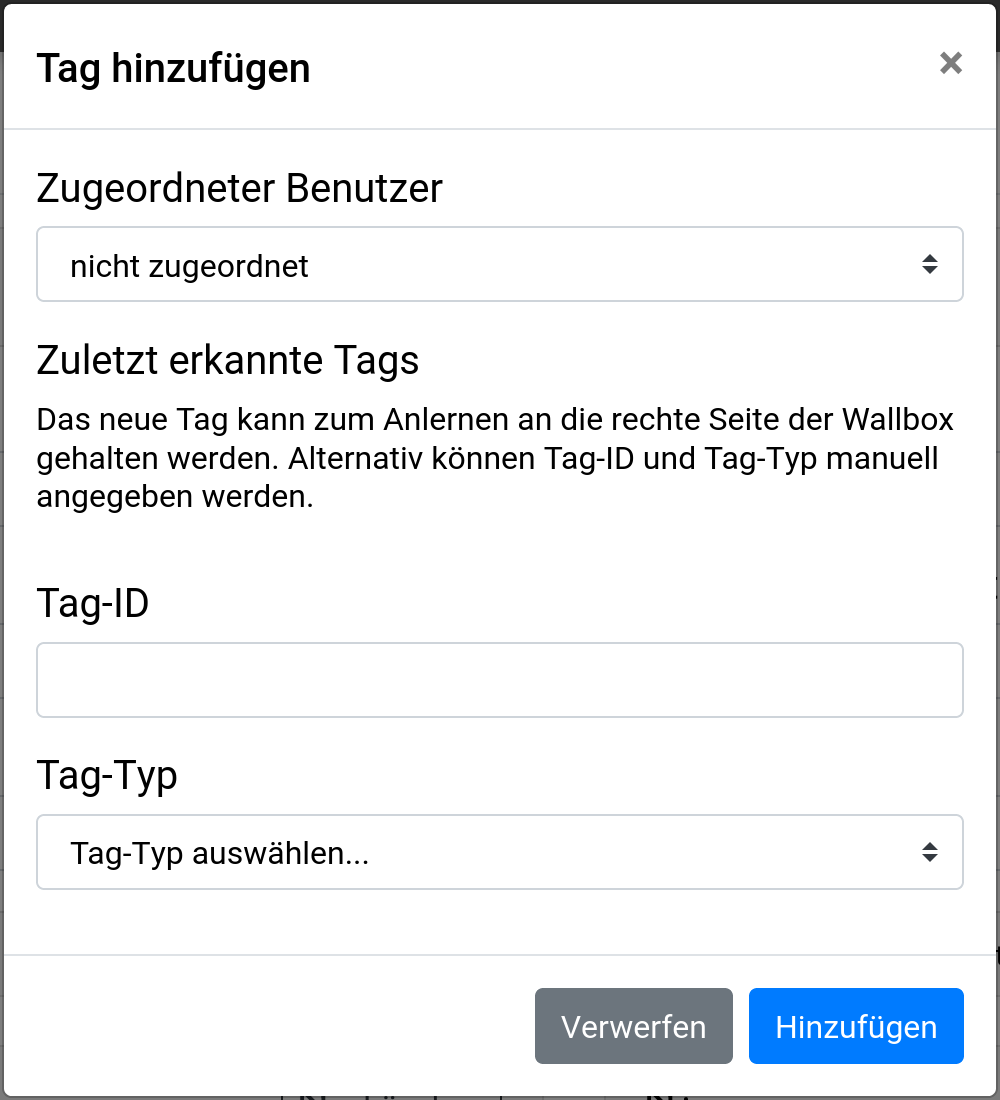 Tag hinzufügen
×
Zugeordneter Benutzer
nicht zugeordnet
Zuletzt erkannte Tags
Das neue Tag kann zum Anlernen an die rechte Seite der Wallbox
gehalten werden. Alternativ können Tag-ID und Tag-Typ manuell
angegeben werden.
Tag-ID
Tag-Typ
Tag-Typ auswählen...
Verwerfen
Hinzufügen